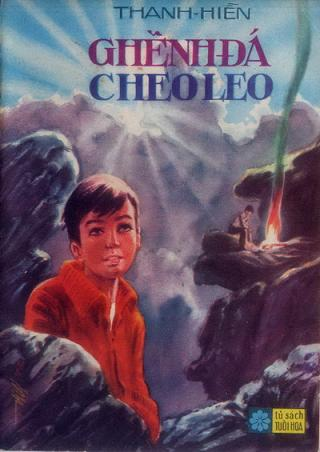 THANH-HIỀN
GHỀNH ĐÁ
CHEO LEO
tủ sách
TUỔI HOA